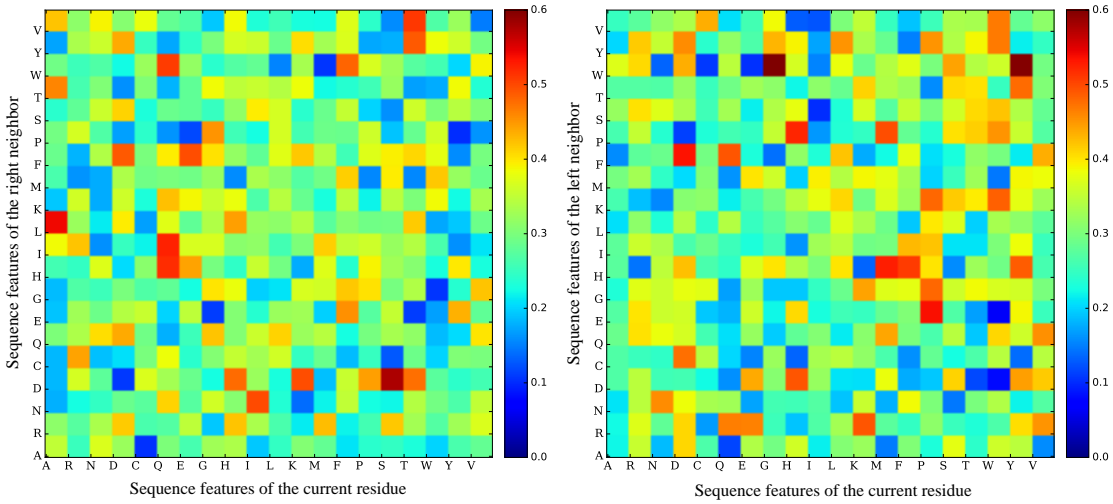 Sequence features of the right neighbor
V
Y
W
T
S
P
F
M
K
L
I
H
G
E
Q
C
D
N
R
A
A R N D C Q E G H I L K M F P S T W Y V
Sequence features of the current residue
0.6
0.5
0.4
0.3
0.2
0.1
0.0
Sequence features of the left neighbor
V
Y
W
T
S
P
F
M
K
L
I
H
G
E
Q
C
D
N
R
A
A R N D C Q E G H I L K M F P S T W Y V
Sequence features of the current residue
0.6
0.5
0.4
0.3
0.2
0.1
0.0